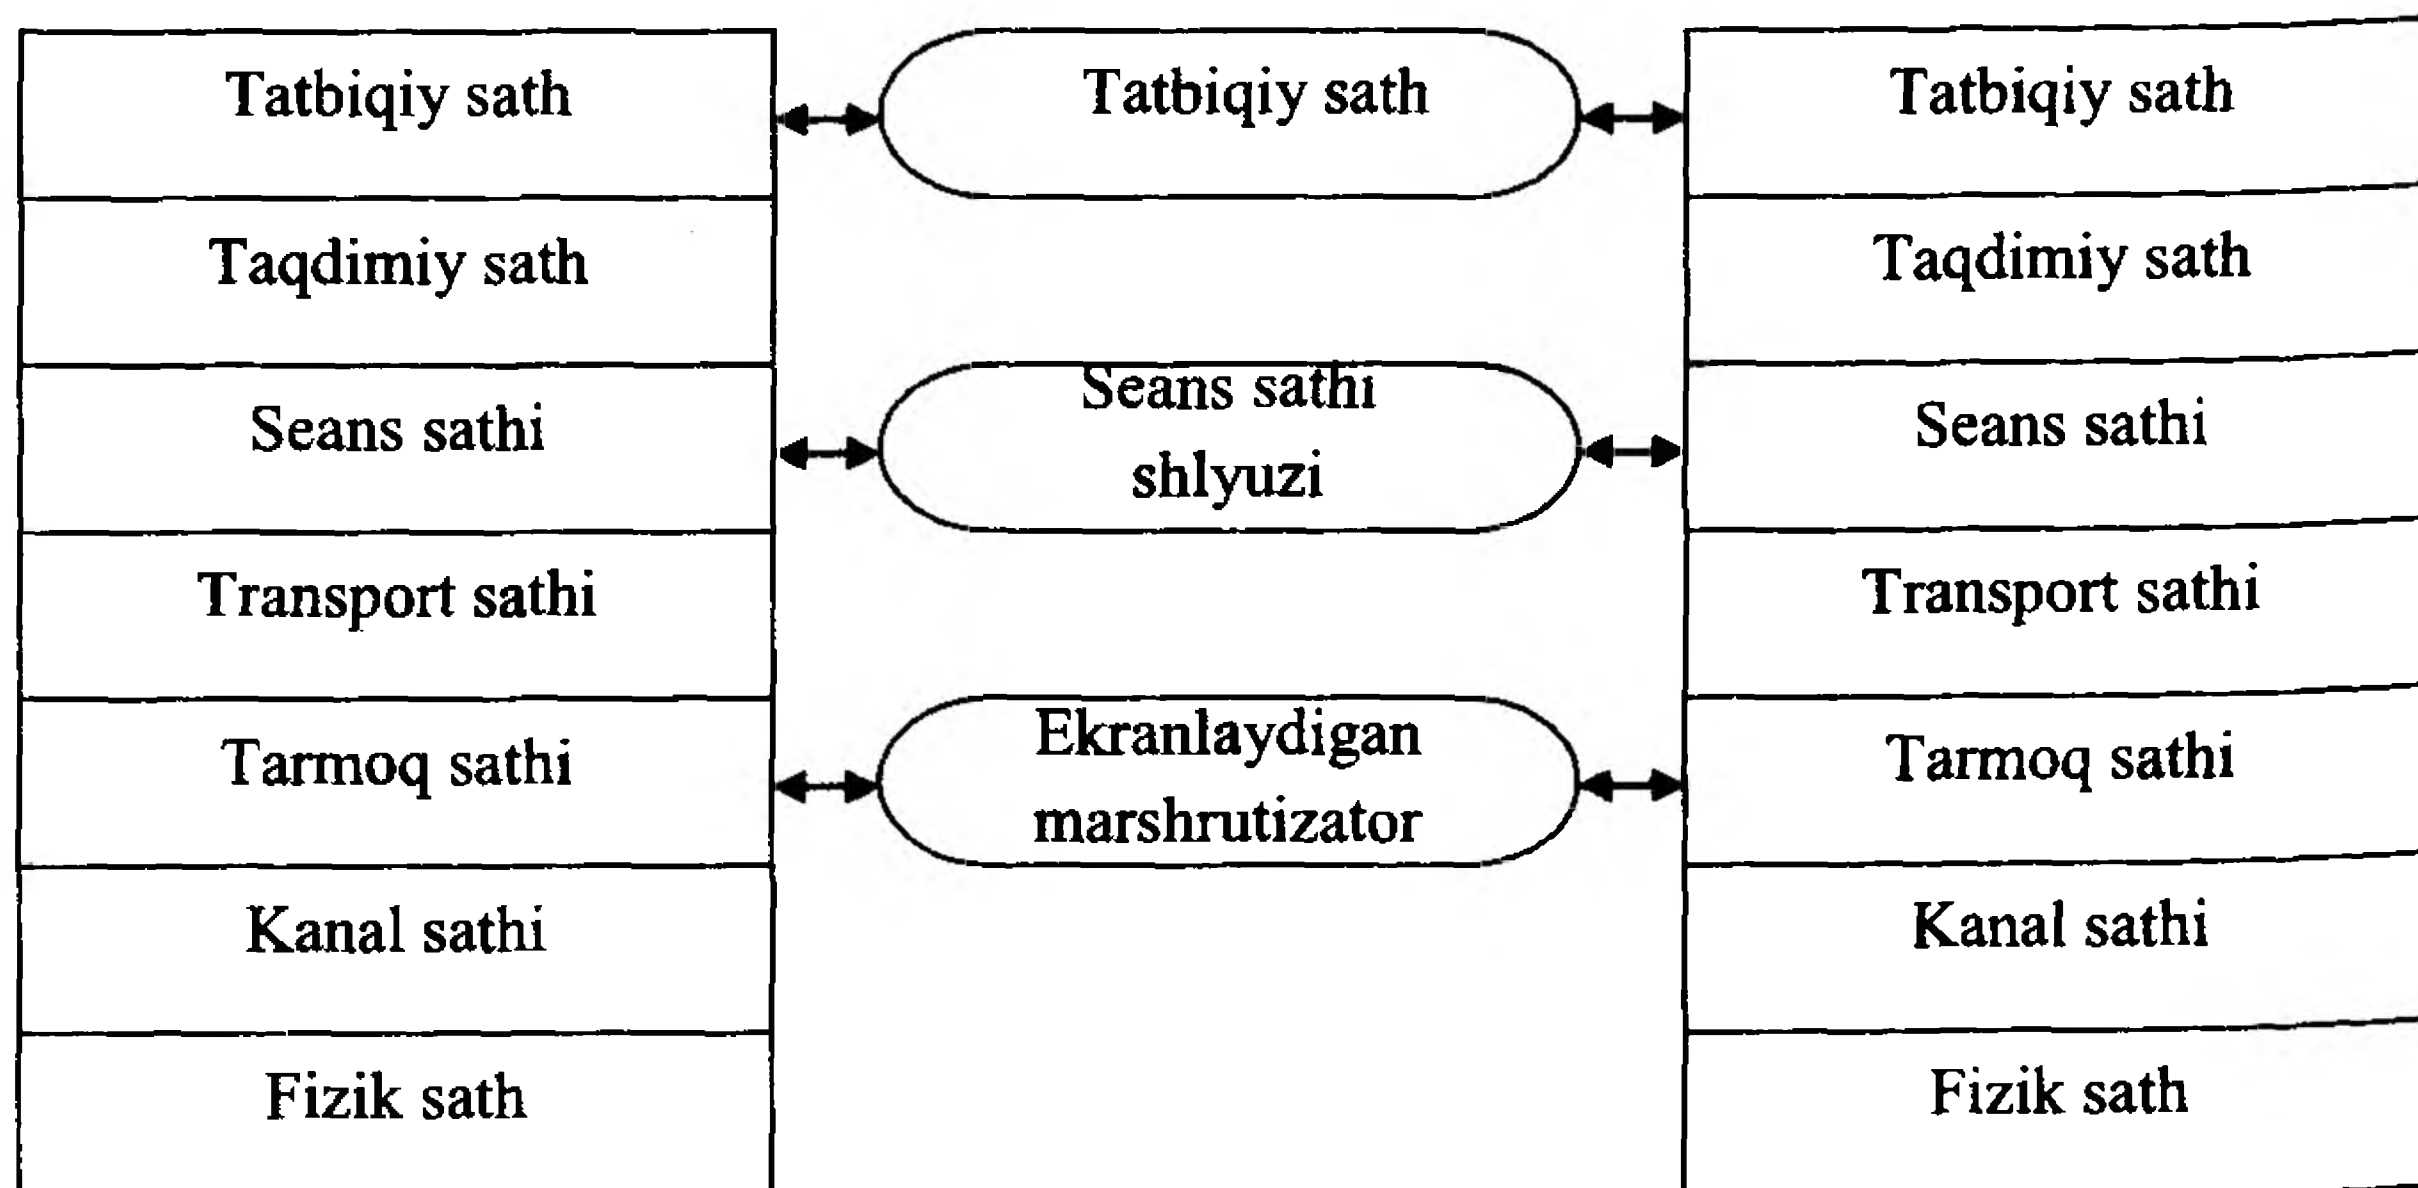 Tatbiqiy sath
Taqdimiy sath
Seans sathi
Transport sathi
Tarmoq sathi
Kanal sathi
Fizik sath
Tatbiqiy sath
Seans sathi
shlyuzi
Ekranlaydigan
marshrutizator
Tatbiqiy sath
Taqdimiy sath
Seans sathi
Transport sathi
Tarmoq sathi
Kanal sathi
Fizik sath